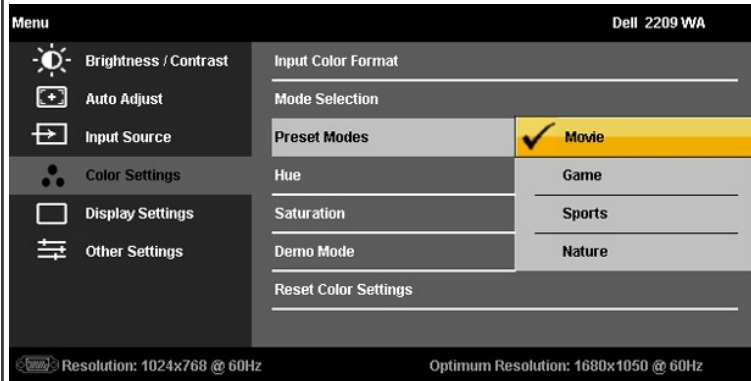 Menu
Dell 2209 WA
Brightness / Contrast
Auto Adjust
Input Source
Color Settings
Display Settings
Other Settings
Input Color Format
Mode Selection
Preset Modes
Hue
Saturation
Demo Mode
Reset Color Settings
Movie
Game
Sports
Nature
Resolution: 1024x768 @ 60Hz
Optimum Resolution: 1680x1050 @ 60Hz